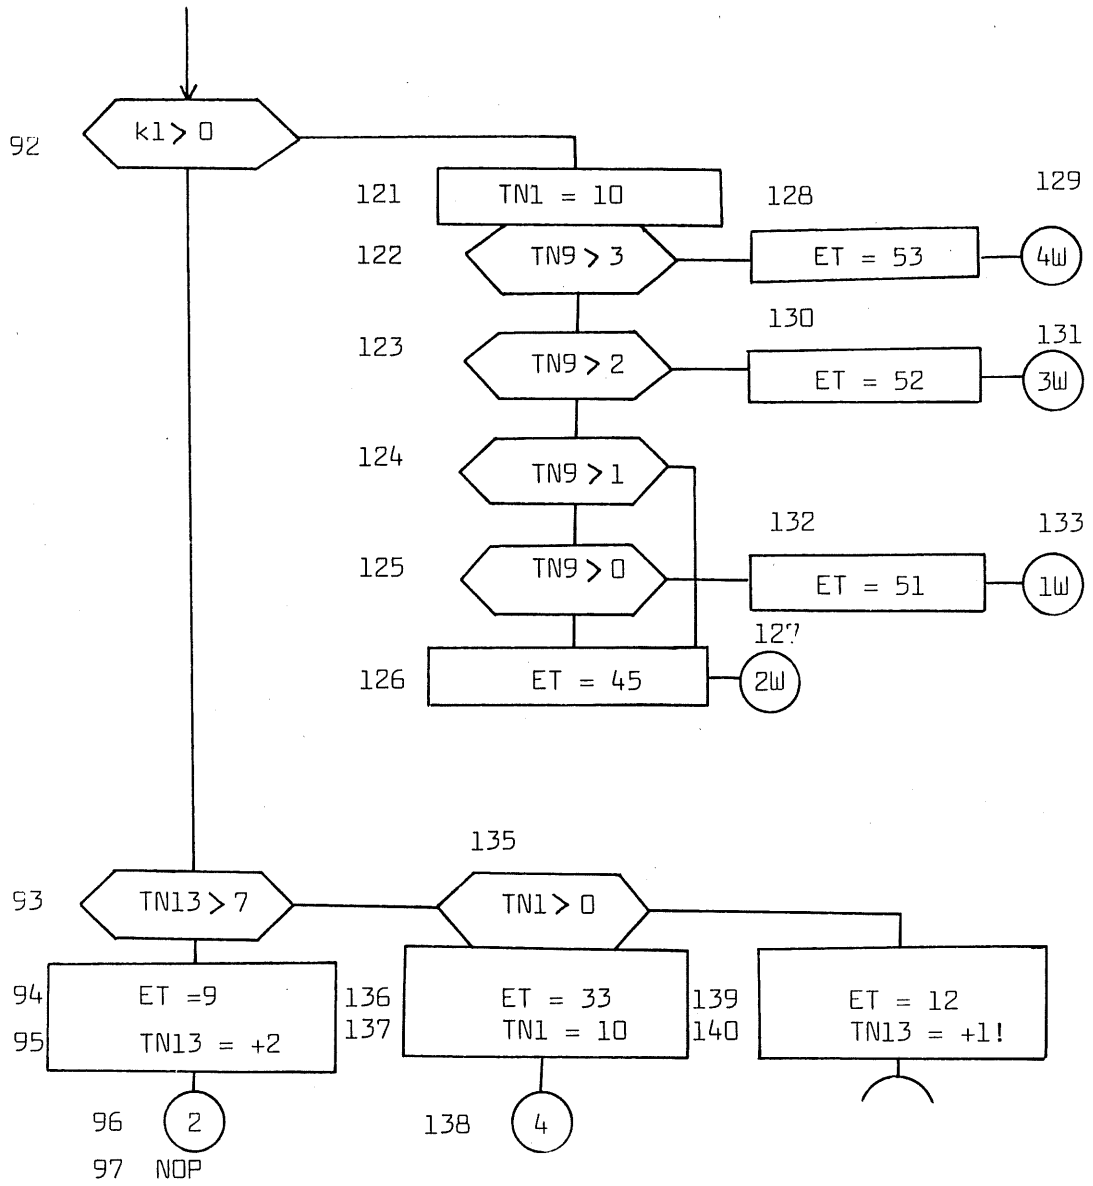 92 k1 > 0
121 TN1 = 10
128
129
122 TN9 > 3 ET = 53 4W
130
131
123 TN9 > 2 ET = 52 3W
124 TN9 > 1
132
133
125 TN9 > 0 ET = 51 1W
126 ET = 45 2W
135
93 TN13 > 7 TN1 > 0
94 ET =9 136 ET = 33 139 ET = 12
95 TN13 = +2 137 TN1 = 10 140 TN13 = +1!
96 2 138 4
97 NOP